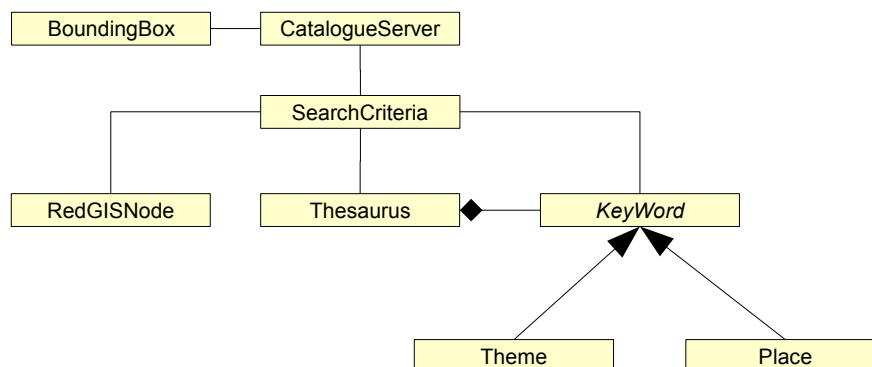 BoundingBox
CatalogueServer
SearchCriteria
RedGISNode
Thesaurus
KeyWord
Theme
Place